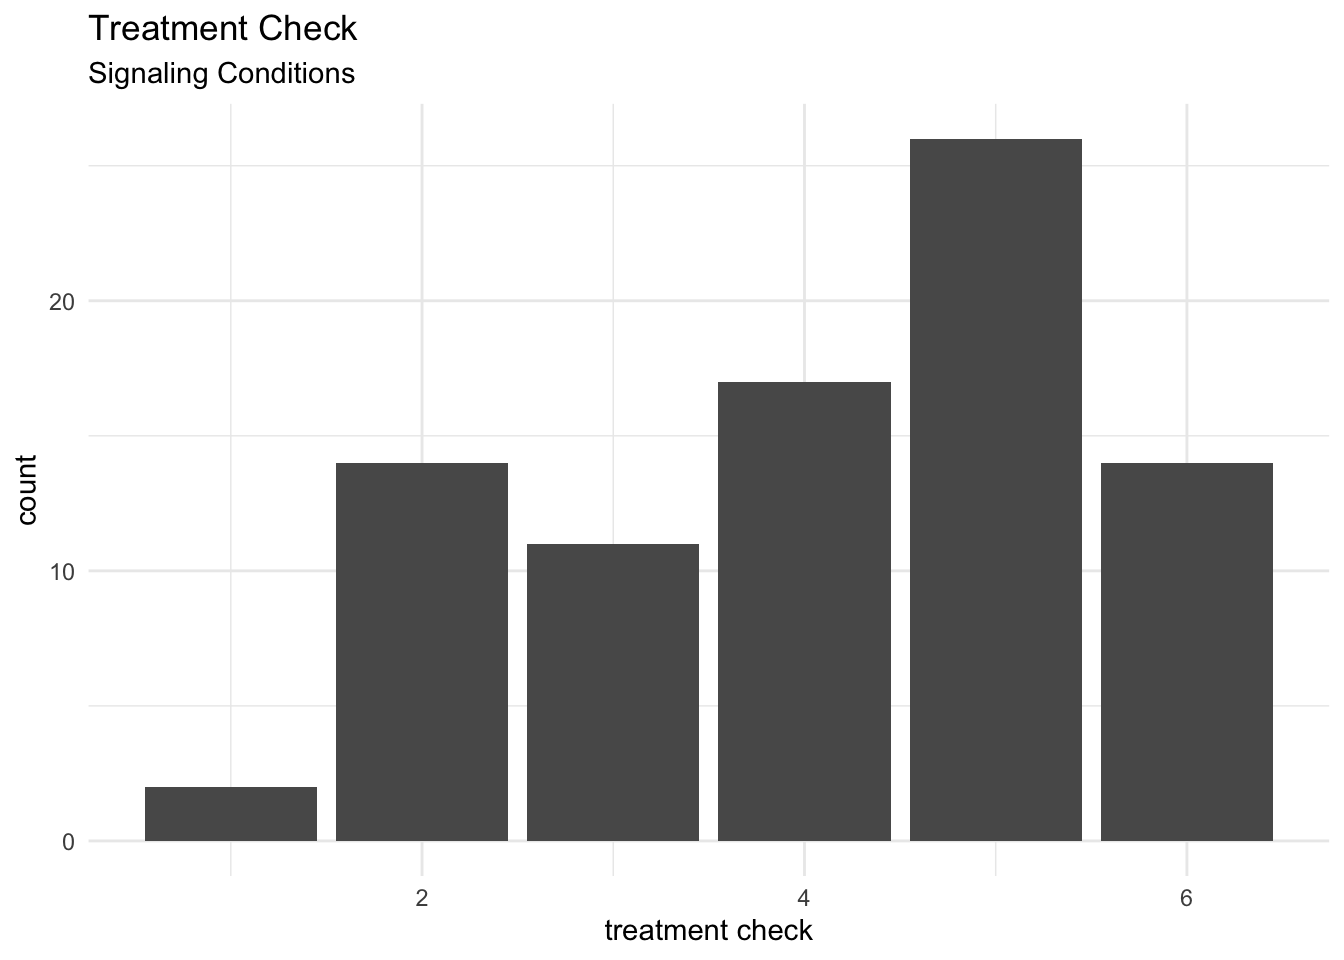 Treatment Check
Signaling Conditions
count
20
10
0
2 4 6
treatment check